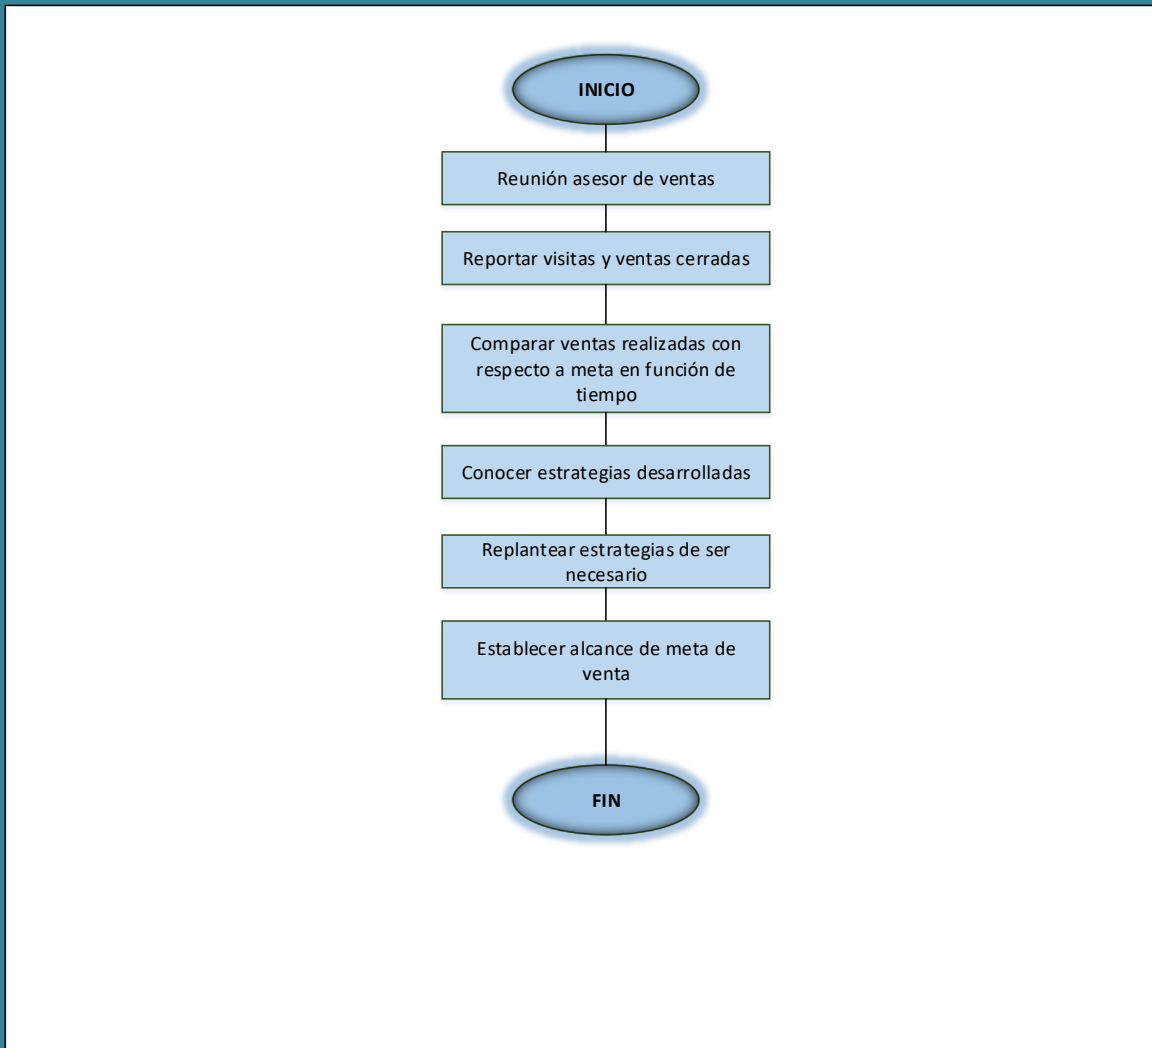 INICIO
Reunión asesor de ventas
Reportar visitas y ventas cerradas
Comparar ventas realizadas con
respecto a meta en función de
tiempo
Conocer estrategias desarrolladas
Replantear estrategias de ser
necesario
Establecer alcance de meta de
venta
FIN